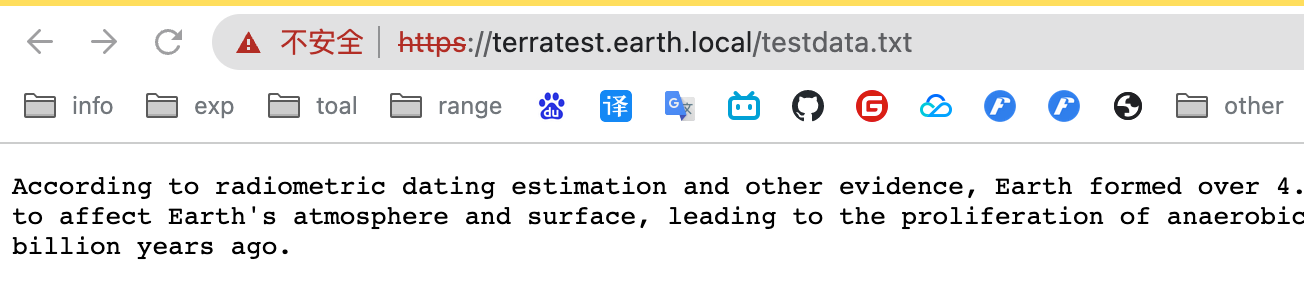 不安全 https://terratest.earth.local/testdata.txt
info exp toal range du 译 G 文 G other
According to radiometric dating estimation and other evidence, Earth formed over 4.
to affect Earth's atmosphere and surface, leading to the proliferation of anaerobic
billion years ago.